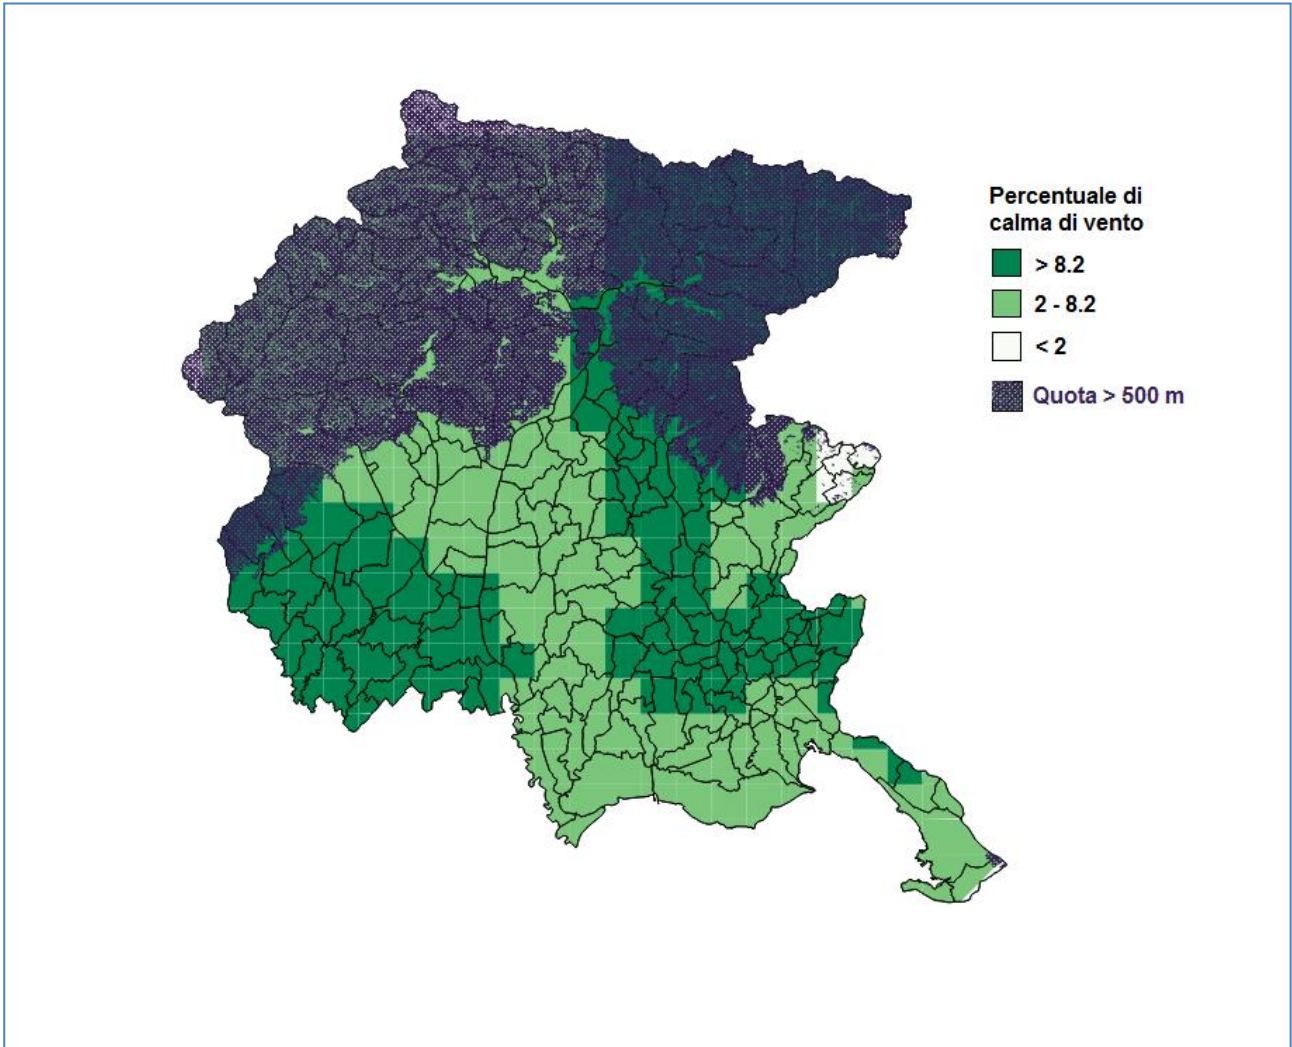 Percentuale di
calma di vento
> 8.2
2 - 8.2
< 2
Quota > 500 m